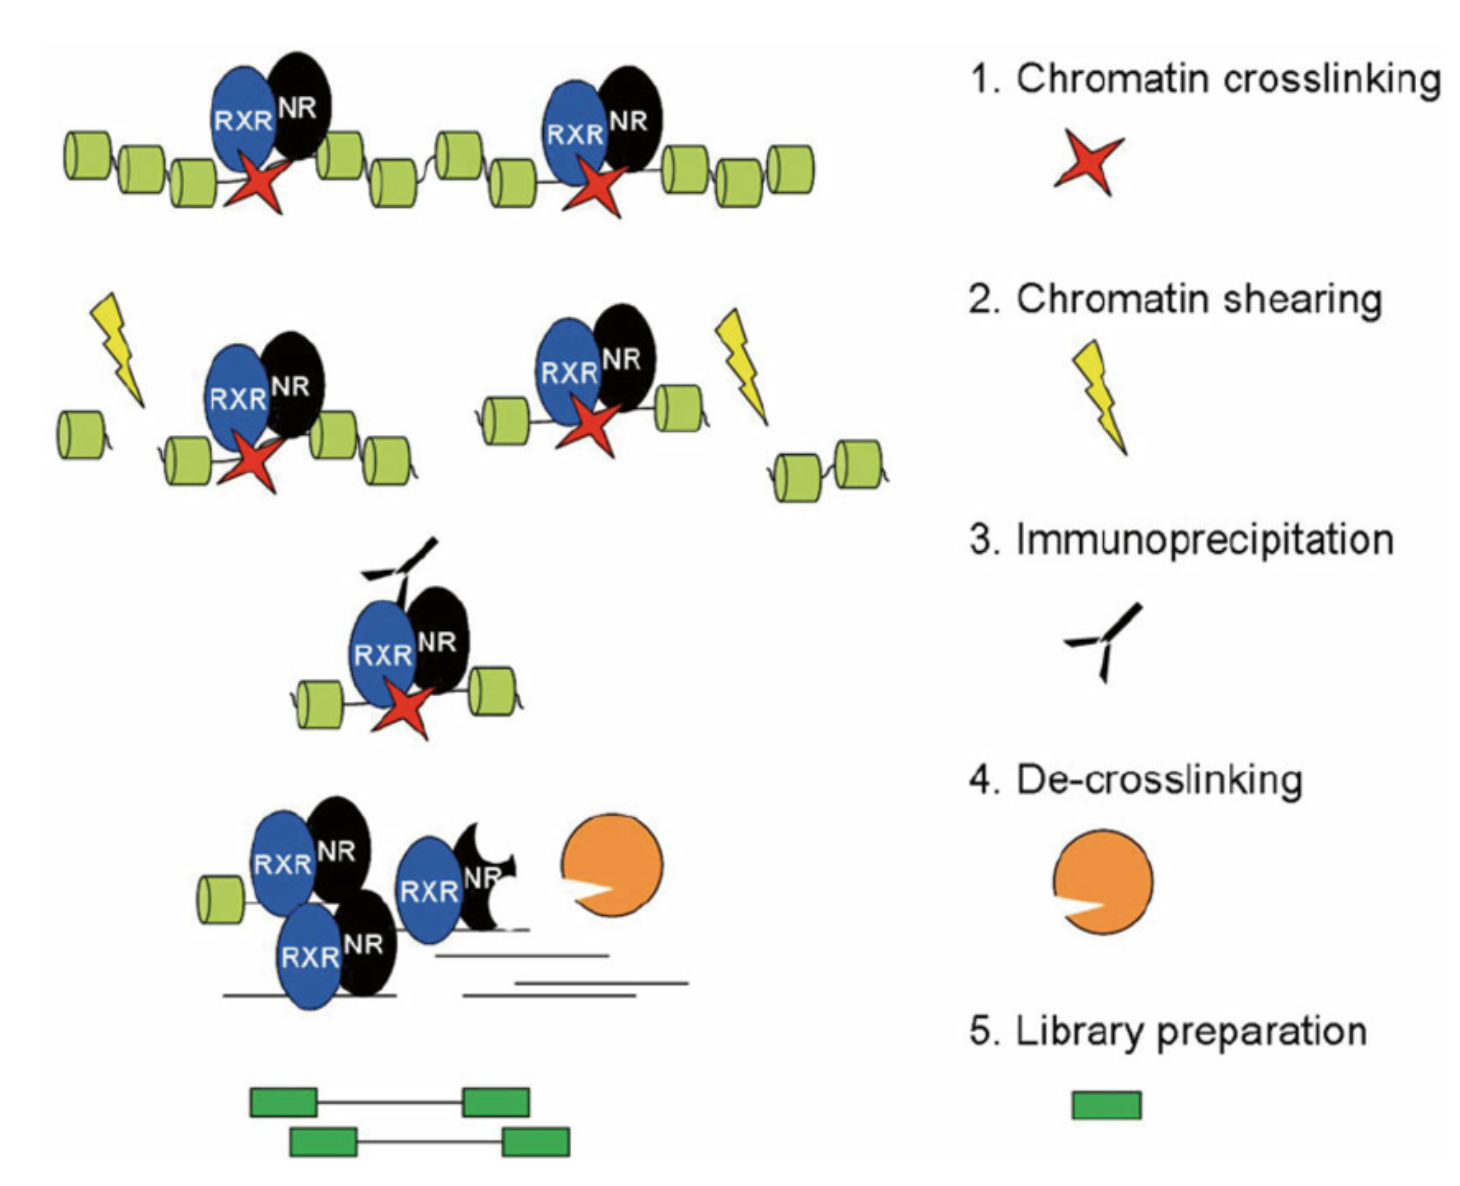 RXR NR
RXR NR
1. Chromatin crosslinking
RXR NR
RXR NR
2. Chromatin shearing
RXR NR
3. Immunoprecipitation
RXR NR
RXR NR
RXR NR
4. De-crosslinking
5. Library preparation